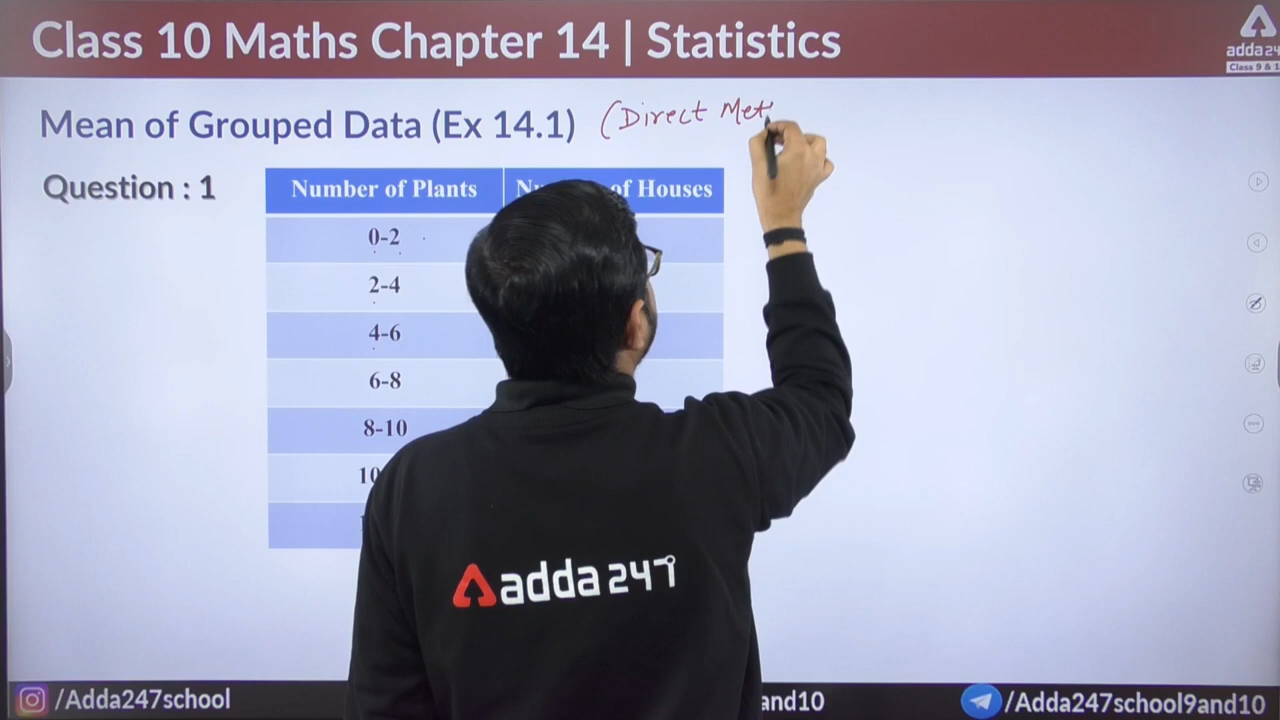 Class 10 Maths Chapter 14 | Statistics
adda24
Class 9 & 1
Mean of Grouped Data (Ex 14.1) (Direct Met
Question : 1
Number of Plants
of Houses
0-2
2-4
4-6
6-8
8-10
10
adda247
/Adda247school
and10
/Adda247school9and10